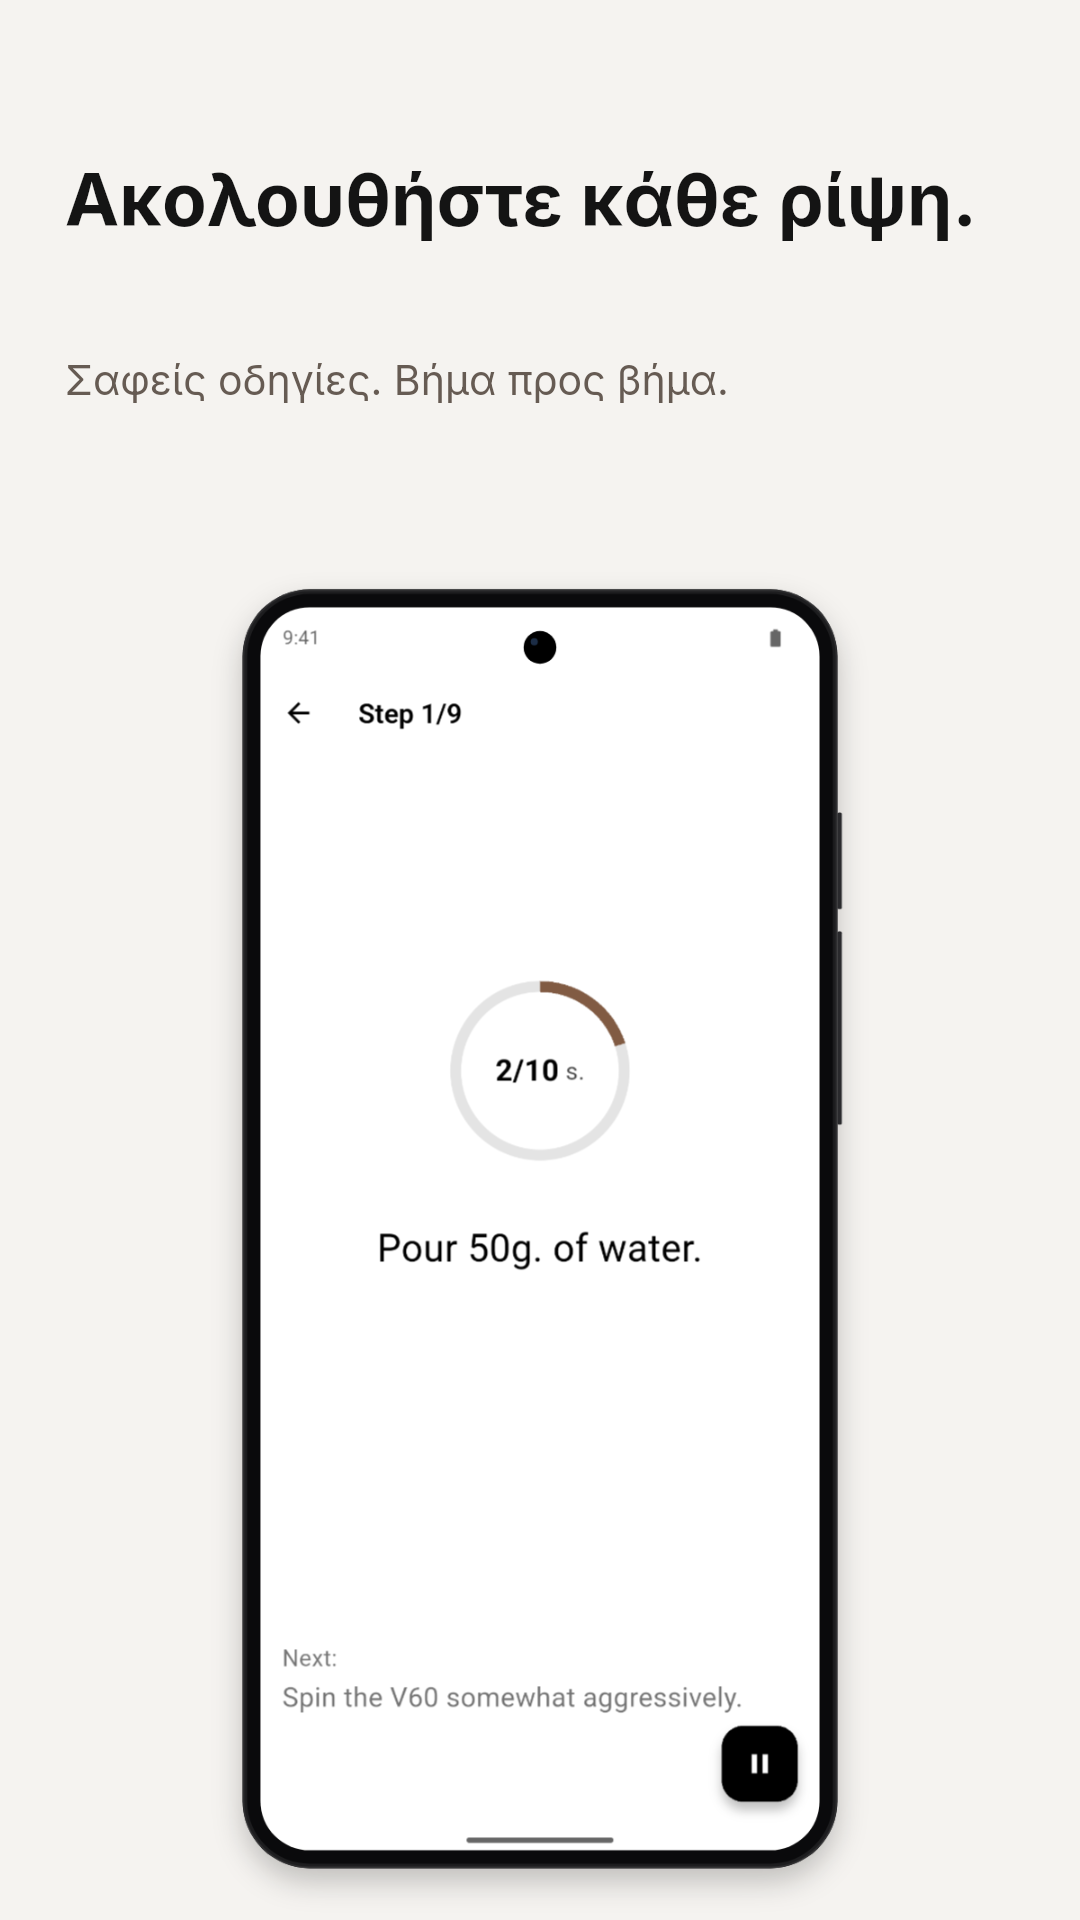 Ακολουθήστε κάθε ρίψη.
Σαφείς οδηγίες. Βήμα προς βήμα.
9:41
Step 1/9
2/10 s.
Pour 50g. of water.
Next:
Spin the V60 somewhat aggressively.